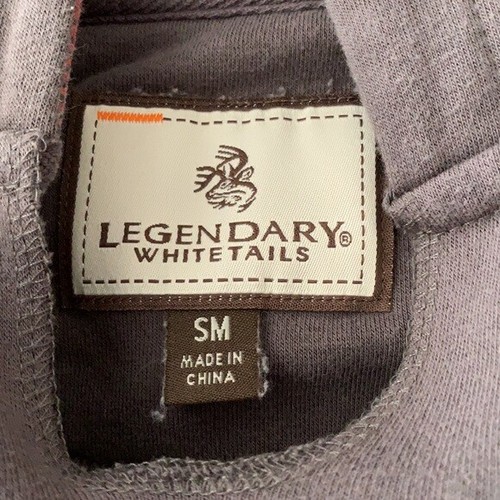 LEGENDARY®
WHITETAILS
SM
MADE IN
CHINA